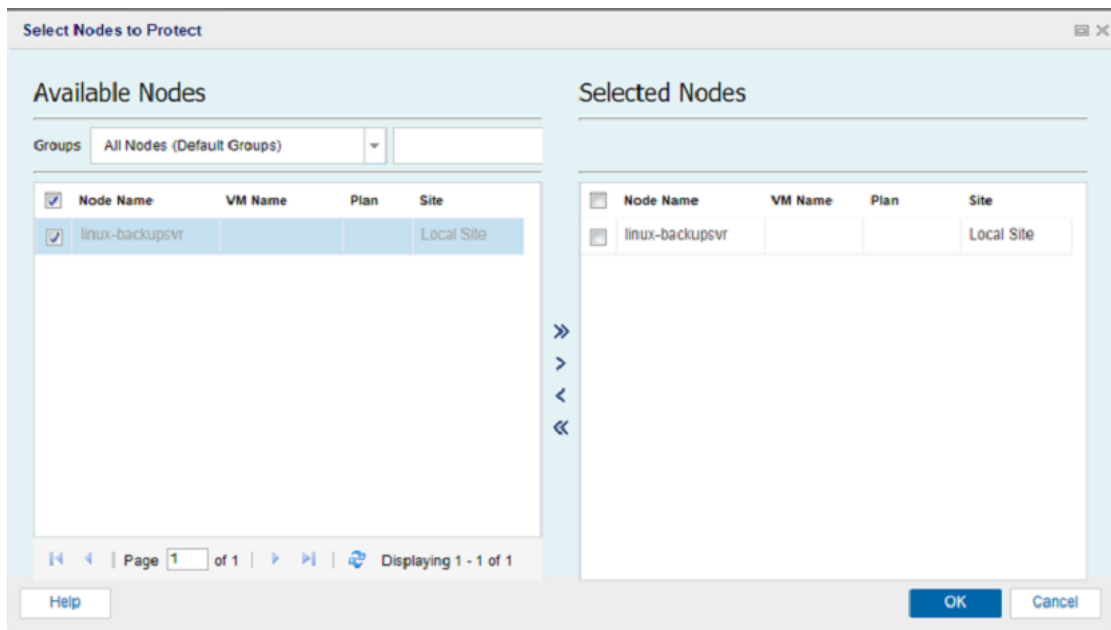 Select Nodes to Protect
Available Nodes
Groups All Nodes (Default Groups)
Node Name VM Name Plan Site
linux-backupsvr Local Site
Page 1 of 1 Displaying 1 - 1 of 1
Selected Nodes
Node Name VM Name Plan Site
linux-backupsvr Local Site
Help OK Cancel